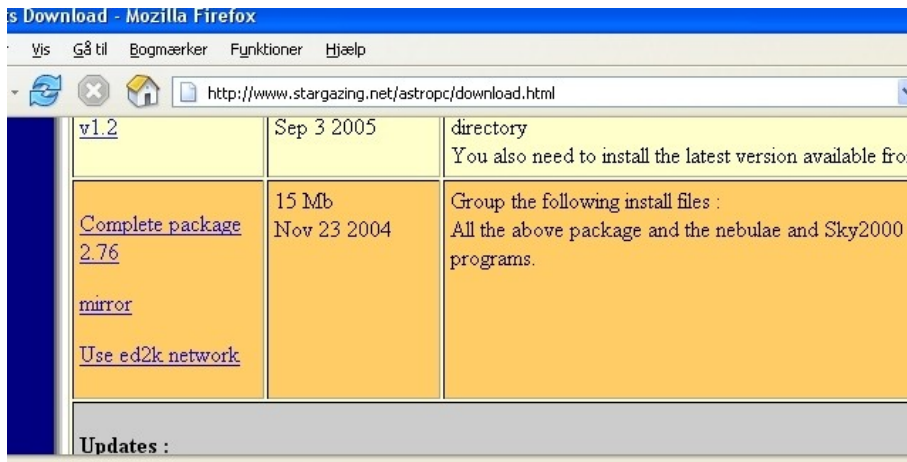 ts Download - Mozilla Firefox
Vis Gå til Bogmærker Funktioner Hjælp
http://www.stargazing.net/astropc/download.html
v1.2
Sep 3 2005
directory
You also need to install the latest version available fro
Complete package
2.76
mirror
Use ed2k network
15 Mb
Nov 23 2004
Group the following install files :
All the above package and the nebulae and Sky2000
programs.
Updates :